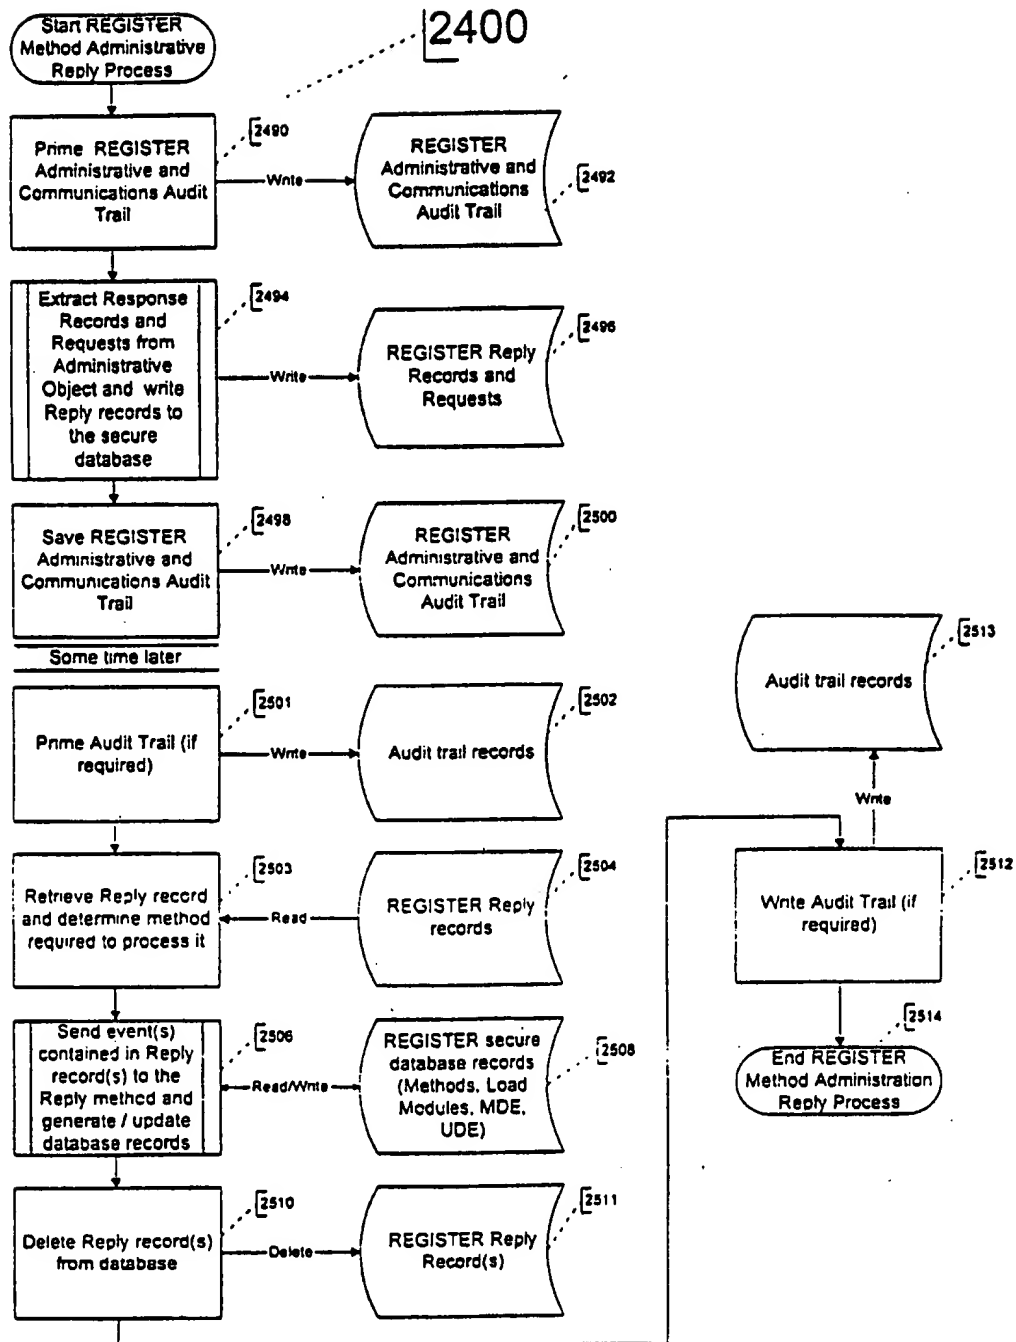 2400
Start REGISTER
Method Administrative
Reply Process
2490
Prime REGISTER
Administrative and
Communications Audit
Trail
Write
REGISTER
Administrative and
Communications
Audit Trail
2492
2494
Extract Response
Records and
Requests from
Administrative
Object and write
Reply records to
the secure
database
Write
REGISTER Reply
Records and
Requests
2496
2498
Save REGISTER
Administrative and
Communications Audit
Trail
Write
REGISTER
Administrative and
Communications
Audit Trail
2500
Some time later
2501
Prime Audit Trail (if
required)
Write
Audit trail records
2502
2503
Retrieve Reply record
and determine method
required to process it
Read
REGISTER Reply
records
2504
2506
Send event(s)
contained in Reply
record(s) to the
Reply method and
generate / update
database records
Read/Write
REGISTER secure
database records
(Methods, Load
Modules, MDE,
UDE)
2508
2510
Delete Reply record(s)
from database
Delete
REGISTER Reply
Record(s)
2511
2513
Audit trail records
Write
2512
Write Audit Trail (if
required)
2514
End REGISTER
Method Administration
Reply Process